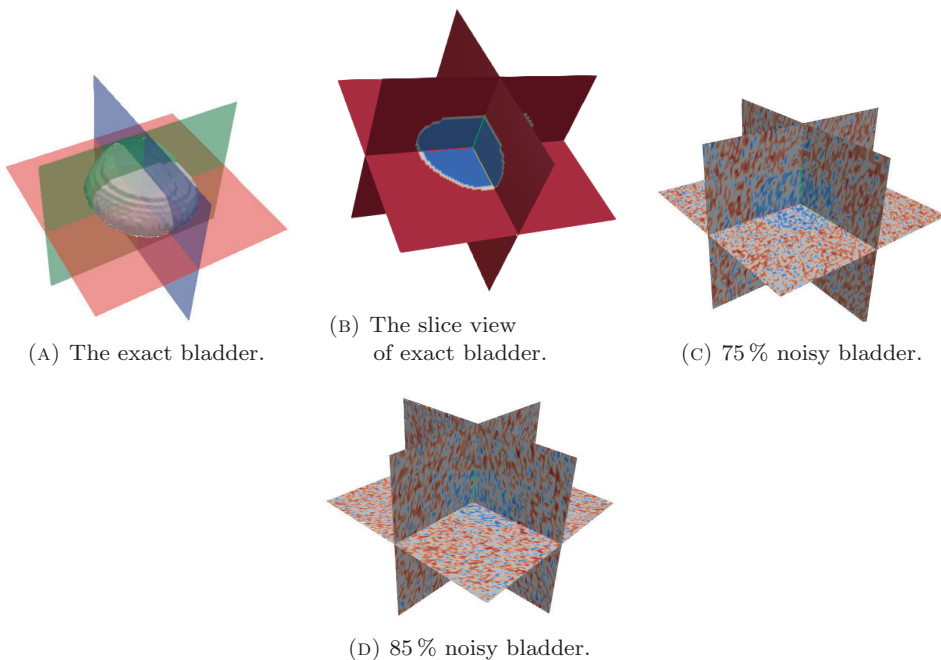 (A) The exact bladder.
(B) The slice view
of exact bladder.
(C) 75 % noisy bladder.
(D) 85 % noisy bladder.